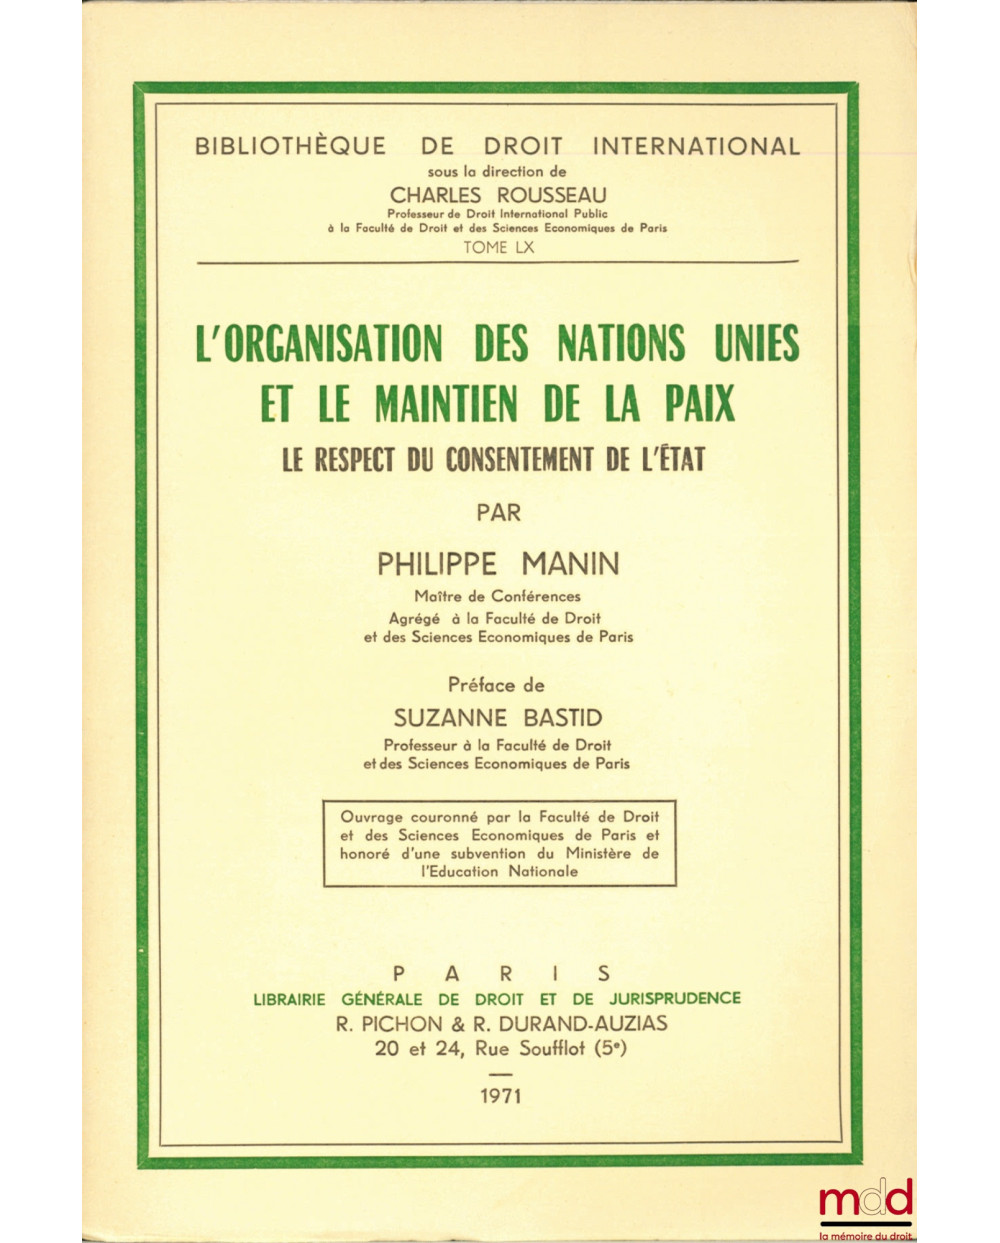 BIBLIOTHÈQUE DE DROIT INTERNATIONAL
sous la direction de
CHARLES ROUSSEAU
Professeur de Droit International Public
à la Faculté de Droit et des Sciences Economiques de Paris
TOME LX
L'ORGANISATION DES NATIONS UNIES
ET LE MAINTIEN DE LA PAIX
LE RESPECT DU CONSENTEMENT DE L'ÉTAT
PAR
PHILIPPE MANIN
Maître de Conférences
Agrégé à la Faculté de Droit
et des Sciences Economiques de Paris
Préface de
SUZANNE BASTID
Professeur à la Faculté de Droit
et des Sciences Economiques de Paris
Ouvrage couronné par la Faculté de Droit
et des Sciences Economiques de Paris et
honoré d'une subvention du Ministère de
l'Education Nationale
PARIS
LIBRAIRIE GÉNÉRALE DE DROIT ET DE JURISPRUDENCE
R. PICHON & R. DURAND-AUZIAS
20 et 24, Rue Soufflot (5e)
1971
mdd
la mémoire du droit